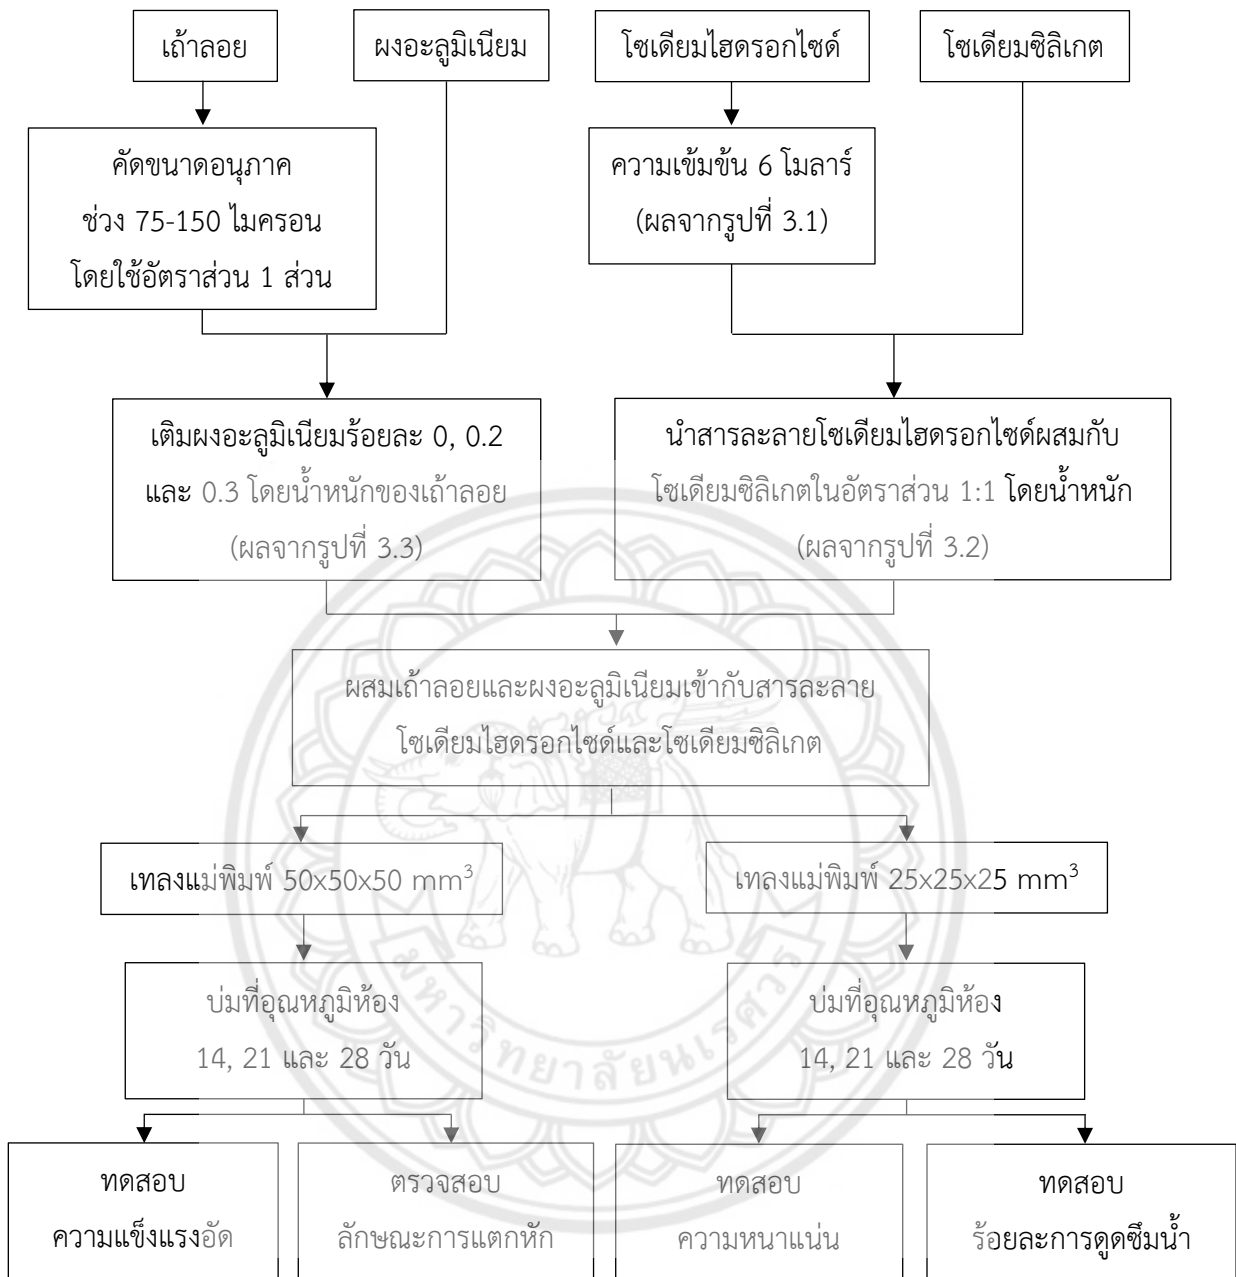 เถ้าลอย
ผงอะลูมิเนียม
โซเดียมไฮดรอกไซด์
โซเดียมซิลิเกต
คัดขนาดอนุภาค
ช่วง 75-150 ไมครอน
โดยใช้อัตราส่วน 1 ส่วน
ความเข้มข้น 6 โมลาร์
(ผลจากรูปที่ 3.1)
เติมผงอะลูมิเนียมร้อยละ 0, 0.2
และ 0.3 โดยน้ำหนักของเถ้าลอย
(ผลจากรูปที่ 3.3)
นำสารละลายโซเดียมไฮดรอกไซด์ผสมกับ
โซเดียมซิลิเกตในอัตราส่วน 1:1 โดยน้ำหนัก
(ผลจากรูปที่ 3.2)
ผสมเถ้าลอยและผงอะลูมิเนียมเข้ากับสารละลาย
โซเดียมไฮดรอกไซด์และโซเดียมซิลิเกต
เทลงแม่พิมพ์ 50x50x50 mm³
เทลงแม่พิมพ์ 25x25x25 mm³
บ่มที่อุณหภูมิห้อง
14, 21 และ 28 วัน
บ่มที่อุณหภูมิห้อง
14, 21 และ 28 วัน
มหาวิทยาลัยนเรศวร
ทดสอบ
ความแข็งแรงอัด
ตรวจสอบ
ลักษณะการแตกหัก
ทดสอบ
ความหนาแน่น
ทดสอบ
ร้อยละการดูดซึมน้ำ